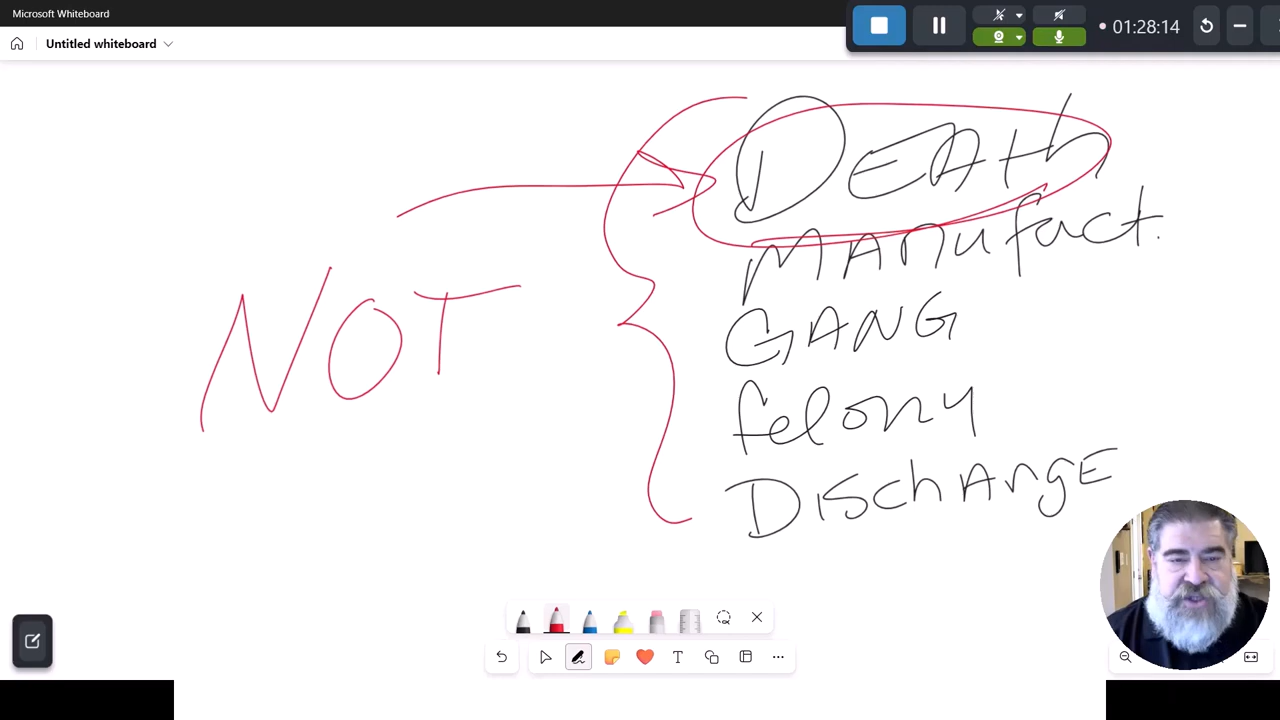 Microsoft Whiteboard
Untitled whiteboard
01:28:14
DEAth
MANufact.
NOT
GANG
felony
DischArgE
T